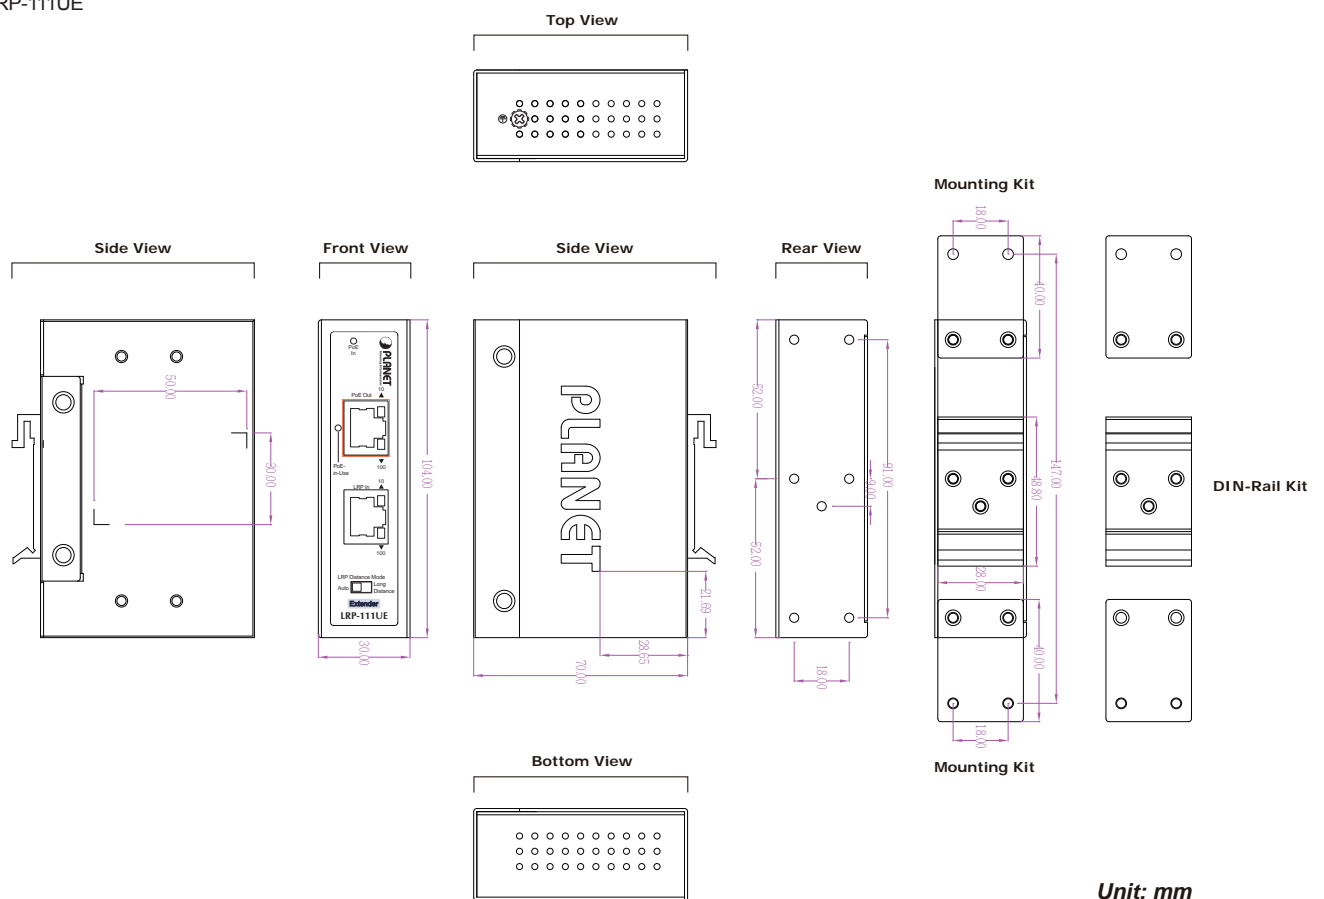 RP-111UE
Top View
Mounting Kit
18.00
Side View
Front View
Side View
Rear View
40.00
PoE
In
PLANET
10
PoE Out
PoE-
in-Use
100
10
LRP In
100
LRP Distance Mode
Auto
Long
Distance
Extender
LRP-111UE
50.00
30.00
104.00
30.00
PLANET
21.69
28.65
70.00
52.00
52.00
91.00
9.00
18.00
147.00
48.80
28.00
40.00
18.00
DIN-Rail Kit
Mounting Kit
Bottom View
Unit: mm